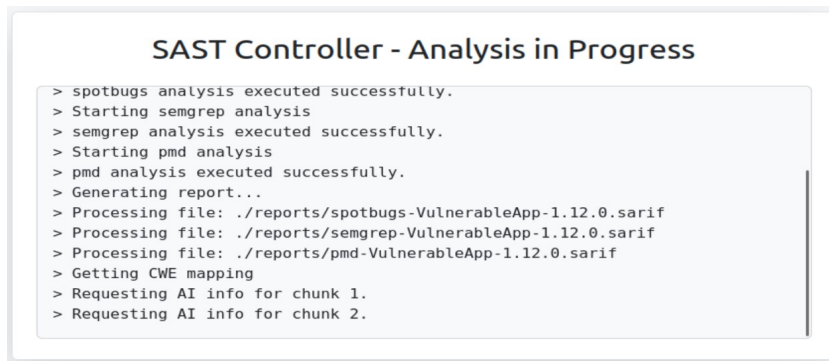 SAST Controller - Analysis in Progress
> spotbugs analysis executed successfully.
> Starting semgrep analysis
> semgrep analysis executed successfully.
> Starting pmd analysis
> pmd analysis executed successfully.
> Generating report...
> Processing file: ./reports/spotbugs-VulnerableApp-1.12.0.sarif
> Processing file: ./reports/semgrep-VulnerableApp-1.12.0.sarif
> Processing file: ./reports/pmd-VulnerableApp-1.12.0.sarif
> Getting CWE mapping
> Requesting AI info for chunk 1.
> Requesting AI info for chunk 2.